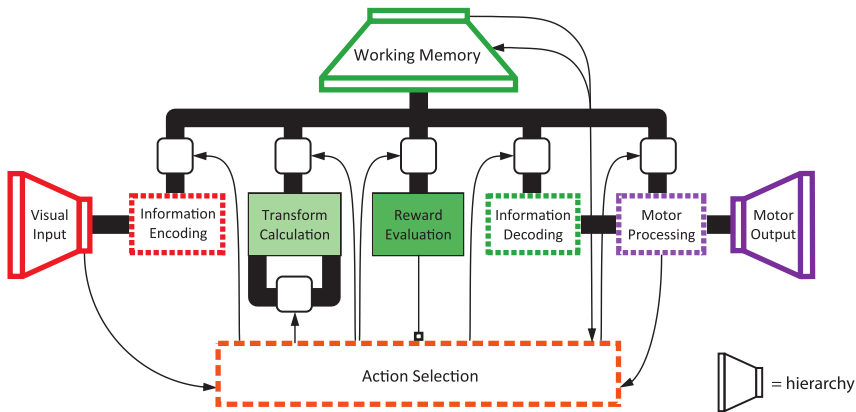 Working Memory
Visual
Input
Information
Encoding
Transform
Calculation
Reward
Evaluation
Information
Decoding
Motor
Processing
Motor
Output
Action Selection
= hierarchy